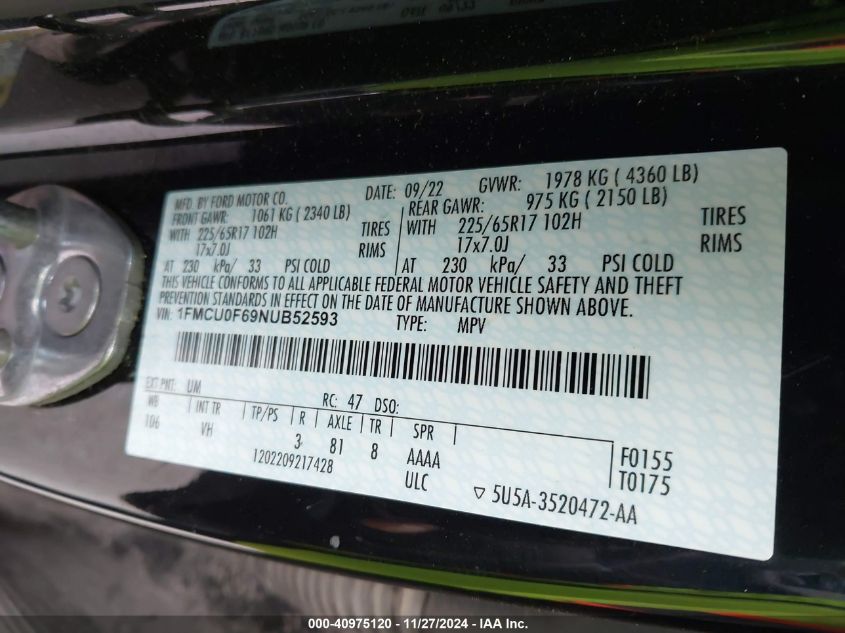 MFD. BY FORD MOTOR CO. DATE: 09/22 GVWR: 1978 KG ( 4360 LB)
FRONT GAWR: 1061 KG ( 2340 LB) REAR GAWR: 975 KG ( 2150 LB)
WITH 225/65R17 102H TIRES WITH 225/65R17 102H TIRES
17x7.0J RIMS 17x7.0J RIMS
AT 230 kPa/ 33 PSI COLD AT 230 kPa/ 33 PSI COLD
THIS VEHICLE CONFORMS TO ALL APPLICABLE FEDERAL MOTOR VEHICLE SAFETY AND THEFT
PREVENTION STANDARDS IN EFFECT ON THE DATE OF MANUFACTURE SHOWN ABOVE.
VIN: 1FMCU0F69NUB52593 TYPE: MPV
EXT PNT: UM RC: 47 DSO:
WB INT TR TP/PS R AXLE TR SPR
106 VH 3 81 8 AAAA F0155
1202209217428 ULC T0175
▽ 5U5A-3520472-AA
000-40975120 - 11/27/2024 - IAA Inc.